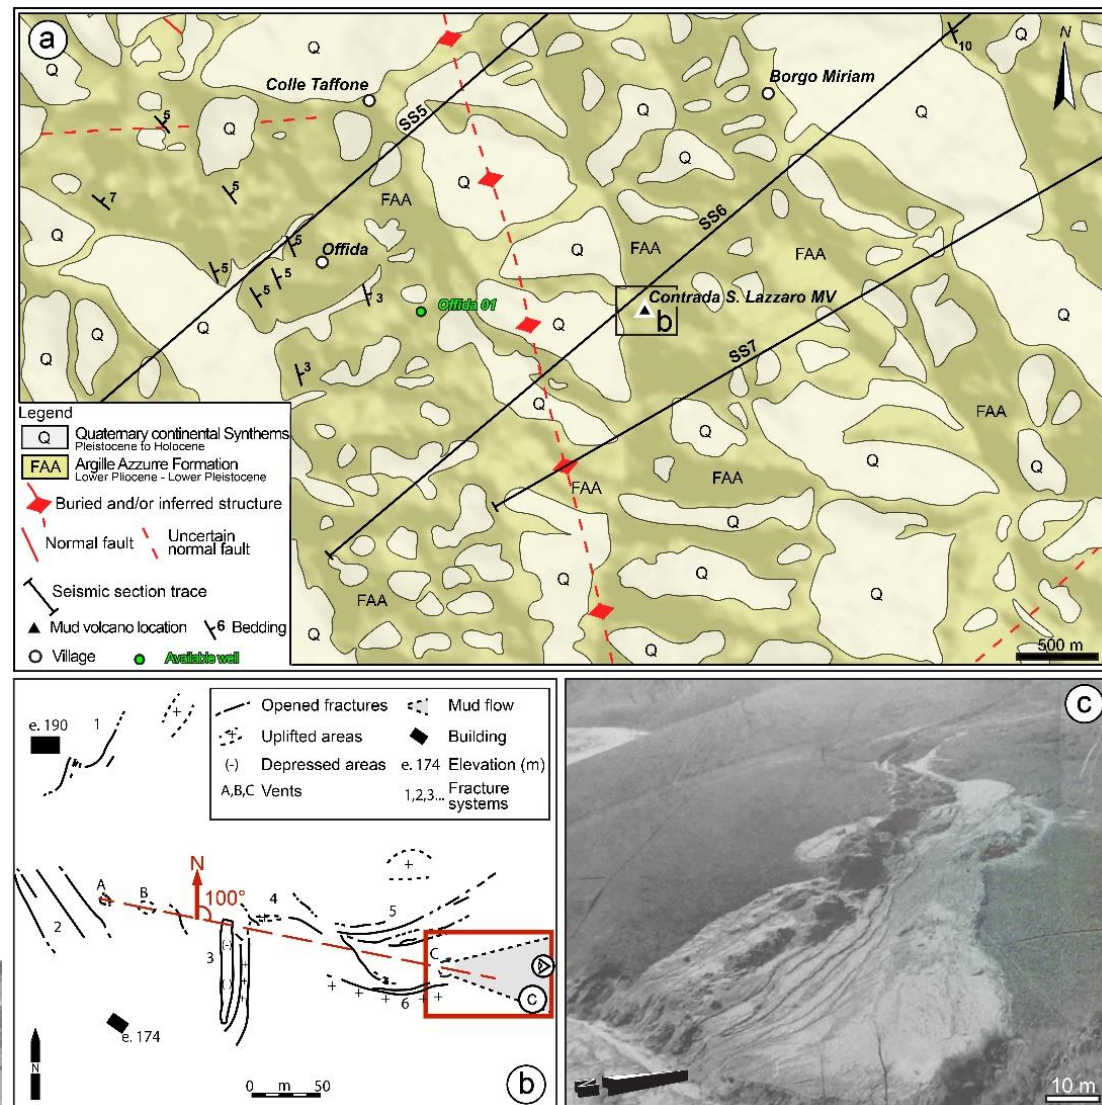 a
N
10
Q
Q
Q
Colle Taffone
Borgo Miriam
SS5
5
Q
Q
Q
Q
7
5
Q
FAA
SS6
Q
Offida
5
5
5
5
Q
FAA
FAA
3
Offida 01
Contrada S. Lazzaro MV
b
Q
Q
Q
SS7
Q
Q
Q
3
Q
Q
FAA
FAA
FAA
Q
Q
Q
Q
Q
Q
FAA
Q
Q
500 m
Legend
Q Quaternary continental Synthems
Pleistocene to Holocene
FAA Argille Azzurre Formation
Lower Pliocene - Lower Pleistocene
Buried and/or inferred structure
Normal fault
Uncertain
normal fault
Seismic section trace
Mud volcano location
6 Bedding
Village
Available well
e. 190
1
Opened fractures
Mud flow
Uplifted areas
Building
(-) Depressed areas
e. 174 Elevation (m)
A,B,C Vents
1,2,3... Fracture
systems
N
100°
A
B
2
3
(-)
(-)
4
5
C
6
c
e. 174
N
0 m 50
b
c
N
10 m